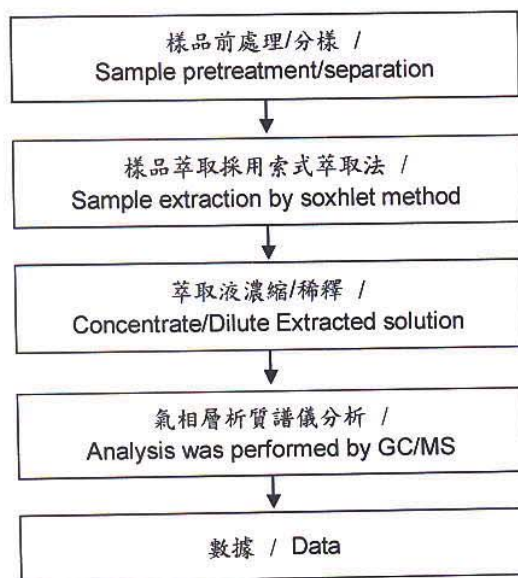 樣品前處理/分樣 /
Sample pretreatment/separation
樣品萃取採用索式萃取法 /
Sample extraction by soxhlet method
萃取液濃縮/稀釋 /
Concentrate/Dilute Extracted solution
氣相層析質譜儀分析 /
Analysis was performed by GC/MS
數據 / Data